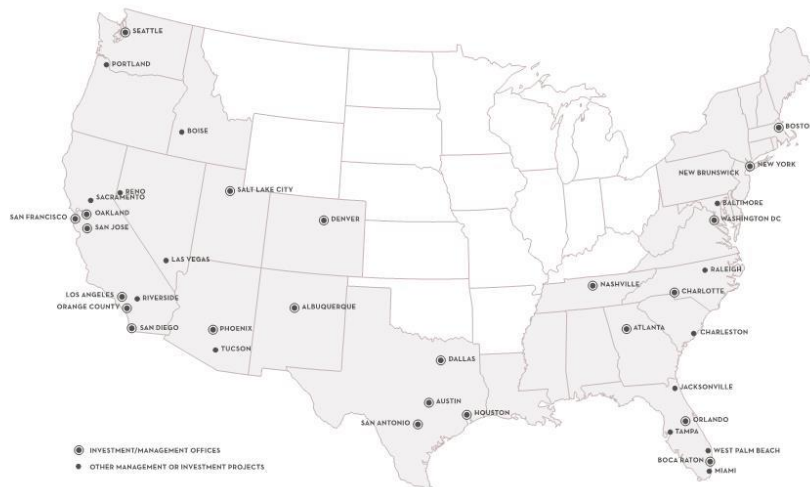 SEATTLE
PORTLAND
BOISE
BOSTON
NEW YORK
NEW BRUNSWICK
SALT LAKE CITY
RENO
SACRAMENTO
BALTIMORE
SAN FRANCISCO
OAKLAND
DENVER
WASHINGTON DC
SAN JOSE
LAS VEGAS
RALEIGH
NASHVILLE
CHARLOTTE
LOS ANGELES
RIVERSIDE
ORANGE COUNTY
ALBUQUERQUE
SAN DIEGO
PHOENIX
ATLANTA
CHARLESTON
TUCSON
DALLAS
JACKSONVILLE
AUSTIN
HOUSTON
SAN ANTONIO
ORLANDO
TAMPA
INVESTMENT/MANAGEMENT OFFICES
WEST PALM BEACH
BOCA RATON
OTHER MANAGEMENT OR INVESTMENT PROJECTS
MIAMI